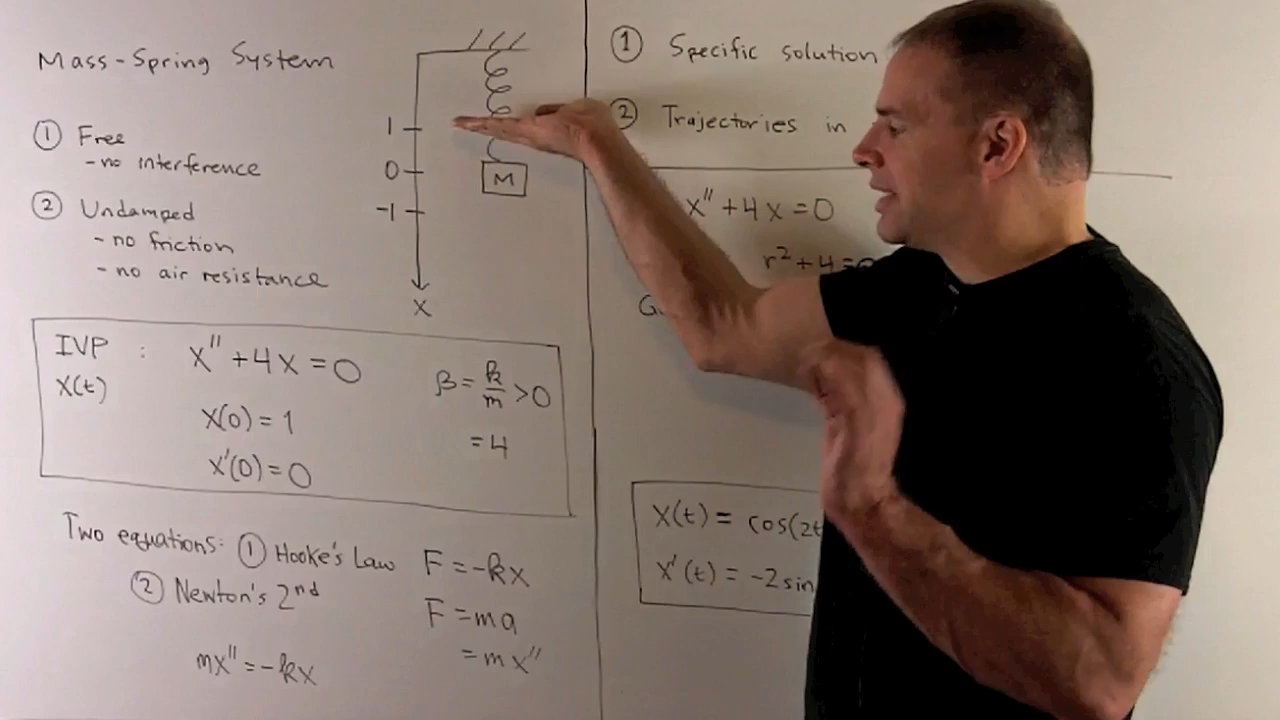 Mass-Spring System
① Free
- no interference
② Undamped
- no friction
- no air resistance
1
0
-1
M
X
IVP : x'' + 4x = 0
X(t)
X(0) = 1
X'(0) = 0
β = k/m > 0
= 4
Two equations: ① Hooke's Law F = -kx
② Newton's 2nd
F = ma
= mx''
mx'' = -kx
① Specific solution
② Trajectories in
x'' + 4x = 0
r² + 4 =
X(t) = cos(2t
X'(t) = -2 sin